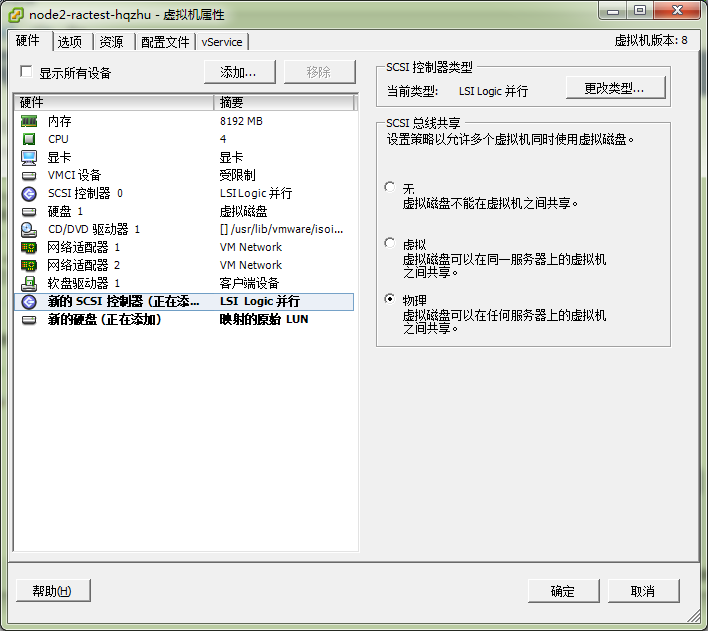 node2-ractest-hqzhu - 虚拟机属性
硬件 选项 资源 配置文件 vService
虚拟机版本: 8
显示所有设备
添加...
移除
硬件 摘要
内存 8192 MB
CPU 4
显卡 显卡
VMCI 设备 受限制
SCSI 控制器 0 LSI Logic 并行
硬盘 1 虚拟磁盘
CD/DVD 驱动器 1 [] /usr/lib/vmware/isoi...
网络适配器 1 VM Network
网络适配器 2 VM Network
软盘驱动器 1 客户端设备
新的 SCSI 控制器 (正在添... LSI Logic 并行
新的硬盘 (正在添加) 映射的原始 LUN
SCSI 控制器类型
当前类型: LSI Logic 并行
更改类型...
SCSI 总线共享
设置策略以允许多个虚拟机同时使用虚拟磁盘。
无
虚拟磁盘不能在虚拟机之间共享。
虚拟
虚拟磁盘可以在同一服务器上的虚拟机
之间共享。
物理
虚拟磁盘可以在任何服务器上的虚拟机
之间共享。
帮助(H)
确定
取消